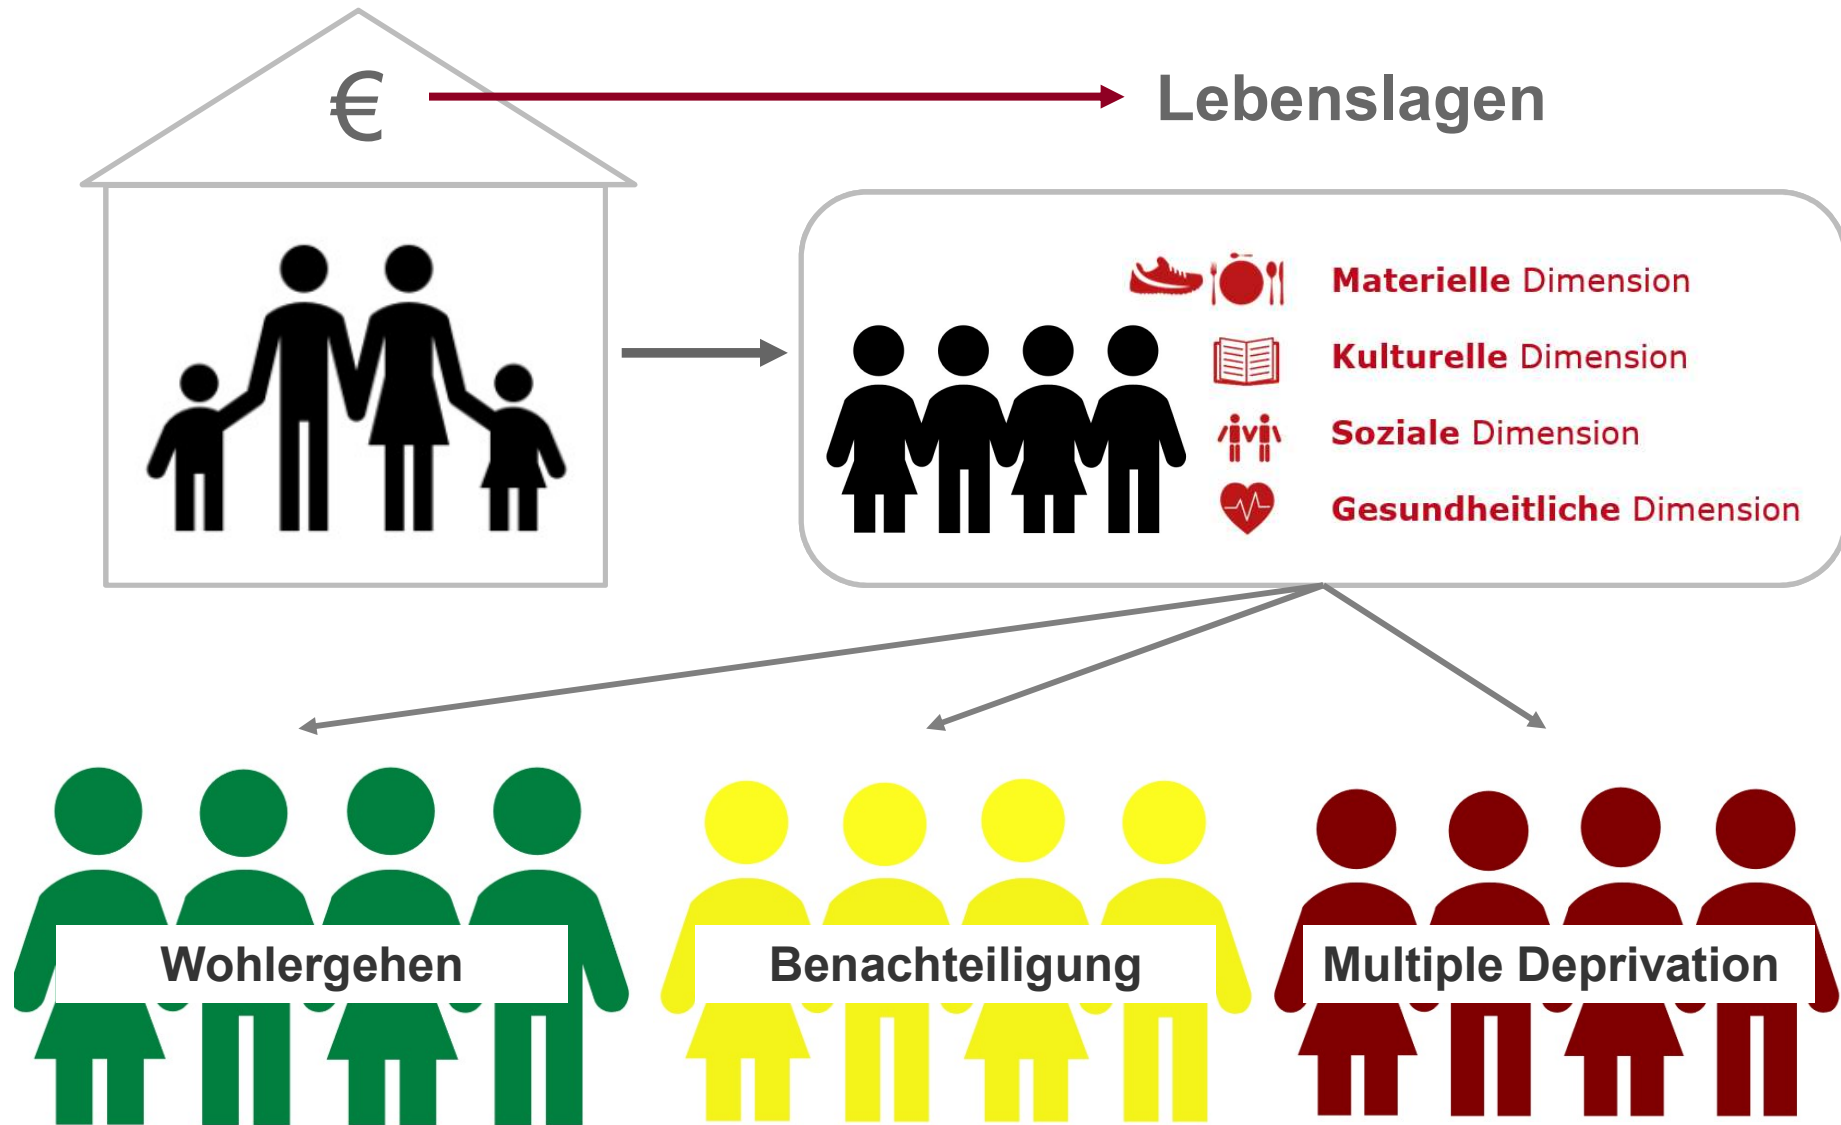 €
Lebenslagen
Materielle Dimension
Kulturelle Dimension
Soziale Dimension
Gesundheitliche Dimension
Wohlergehen
Benachteiligung
Multiple Deprivation